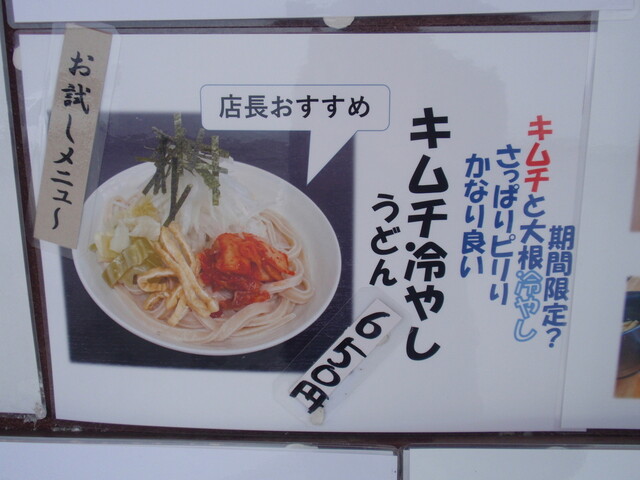 お試しメニュー
店長おすすめ
キムチ冷やし
うどん
650円
期間限定?
キムチと大根冷やし
さっぱりピリリ
かなり良い